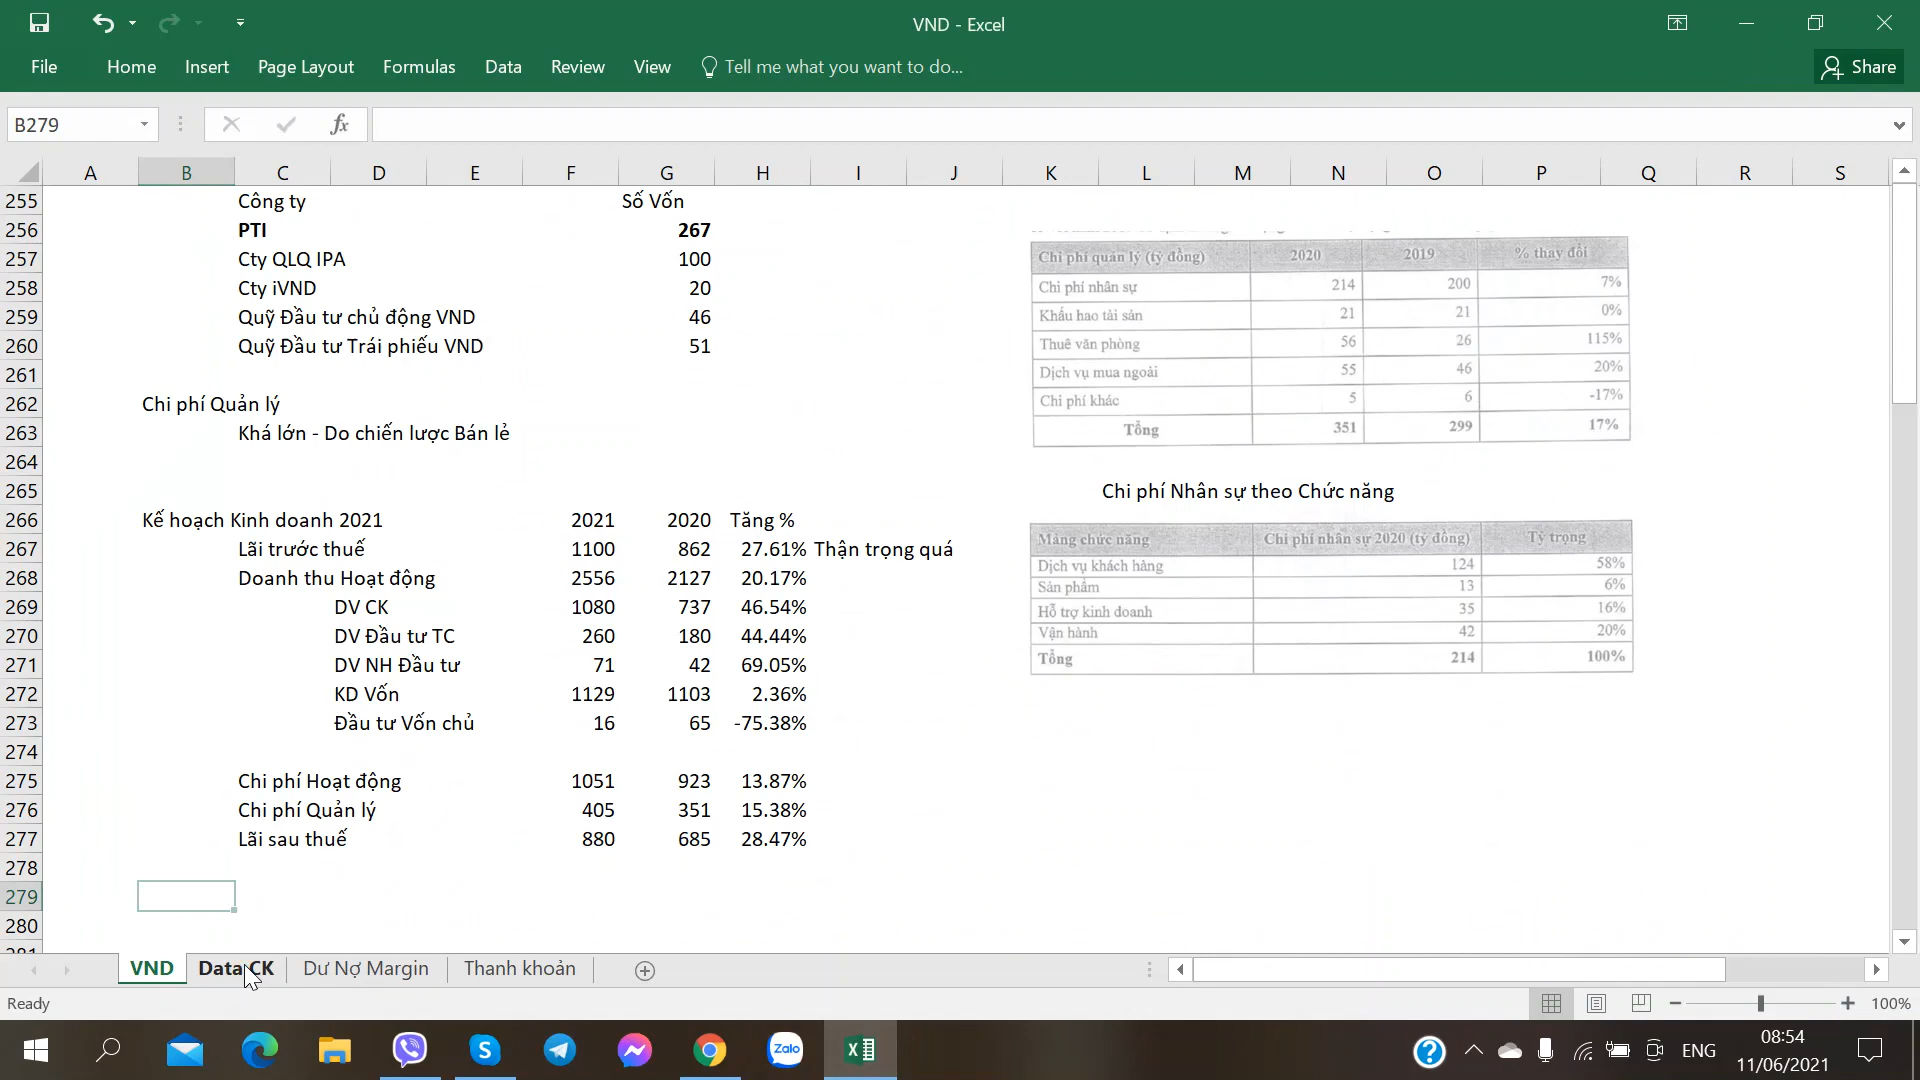 VND - Excel
File Home Insert Page Layout Formulas Data Review View Tell me what you want to do... Share
B279 fx
A B C D E F G H I J K L M N O P Q R S
255 Công ty Số Vốn
256 PTI 267
257 Cty QLQ IPA 100
258 Cty iVND 20
259 Quỹ Đầu tư chủ động VND 46
260 Quỹ Đầu tư Trái phiếu VND 51
261
262 Chi phí Quản lý
263 Khá lớn - Do chiến lược Bán lẻ
264
265
266 Kế hoạch Kinh doanh 2021 2021 2020 Tăng %
267 Lãi trước thuế 1100 862 27.61% Thận trọng quá
268 Doanh thu Hoạt động 2556 2127 20.17%
269 DV CK 1080 737 46.54%
270 DV Đầu tư TC 260 180 44.44%
271 DV NH Đầu tư 71 42 69.05%
272 KD Vốn 1129 1103 2.36%
273 Đầu tư Vốn chủ 16 65 -75.38%
274
275 Chi phí Hoạt động 1051 923 13.87%
276 Chi phí Quản lý 405 351 15.38%
277 Lãi sau thuế 880 685 28.47%
278
279
280
Chi phí quản lý (tỷ đồng) 2020 2019 % thay đổi
Chi phí nhân sự 214 200 7%
Khấu hao tài sản 21 21 0%
Thuê văn phòng 56 26 115%
Dịch vụ mua ngoài 55 46 20%
Chi phí khác 5 6 -17%
Tổng 351 299 17%
Chi phí Nhân sự theo Chức năng
Mảng chức năng Chi phí nhân sự 2020 (tỷ đồng) Tỷ trọng
Dịch vụ khách hàng 124 58%
Sản phẩm 13 6%
Hỗ trợ kinh doanh 35 16%
Vận hành 42 20%
Tổng 214 100%
VND Data CK Dư Nợ Margin Thanh khoản
Ready 100%
Zalo ENG 08:54
11/06/2021